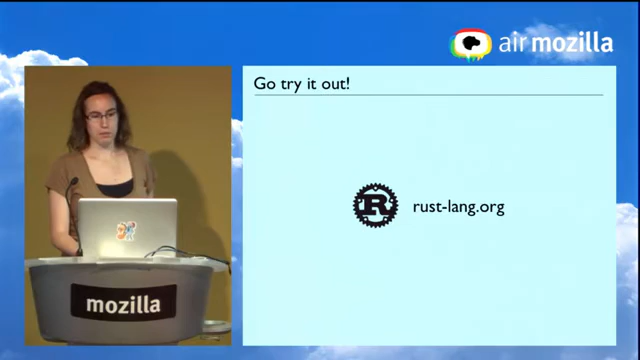 air mozilla
Go try it out!
R
rust-lang.org
mozilla